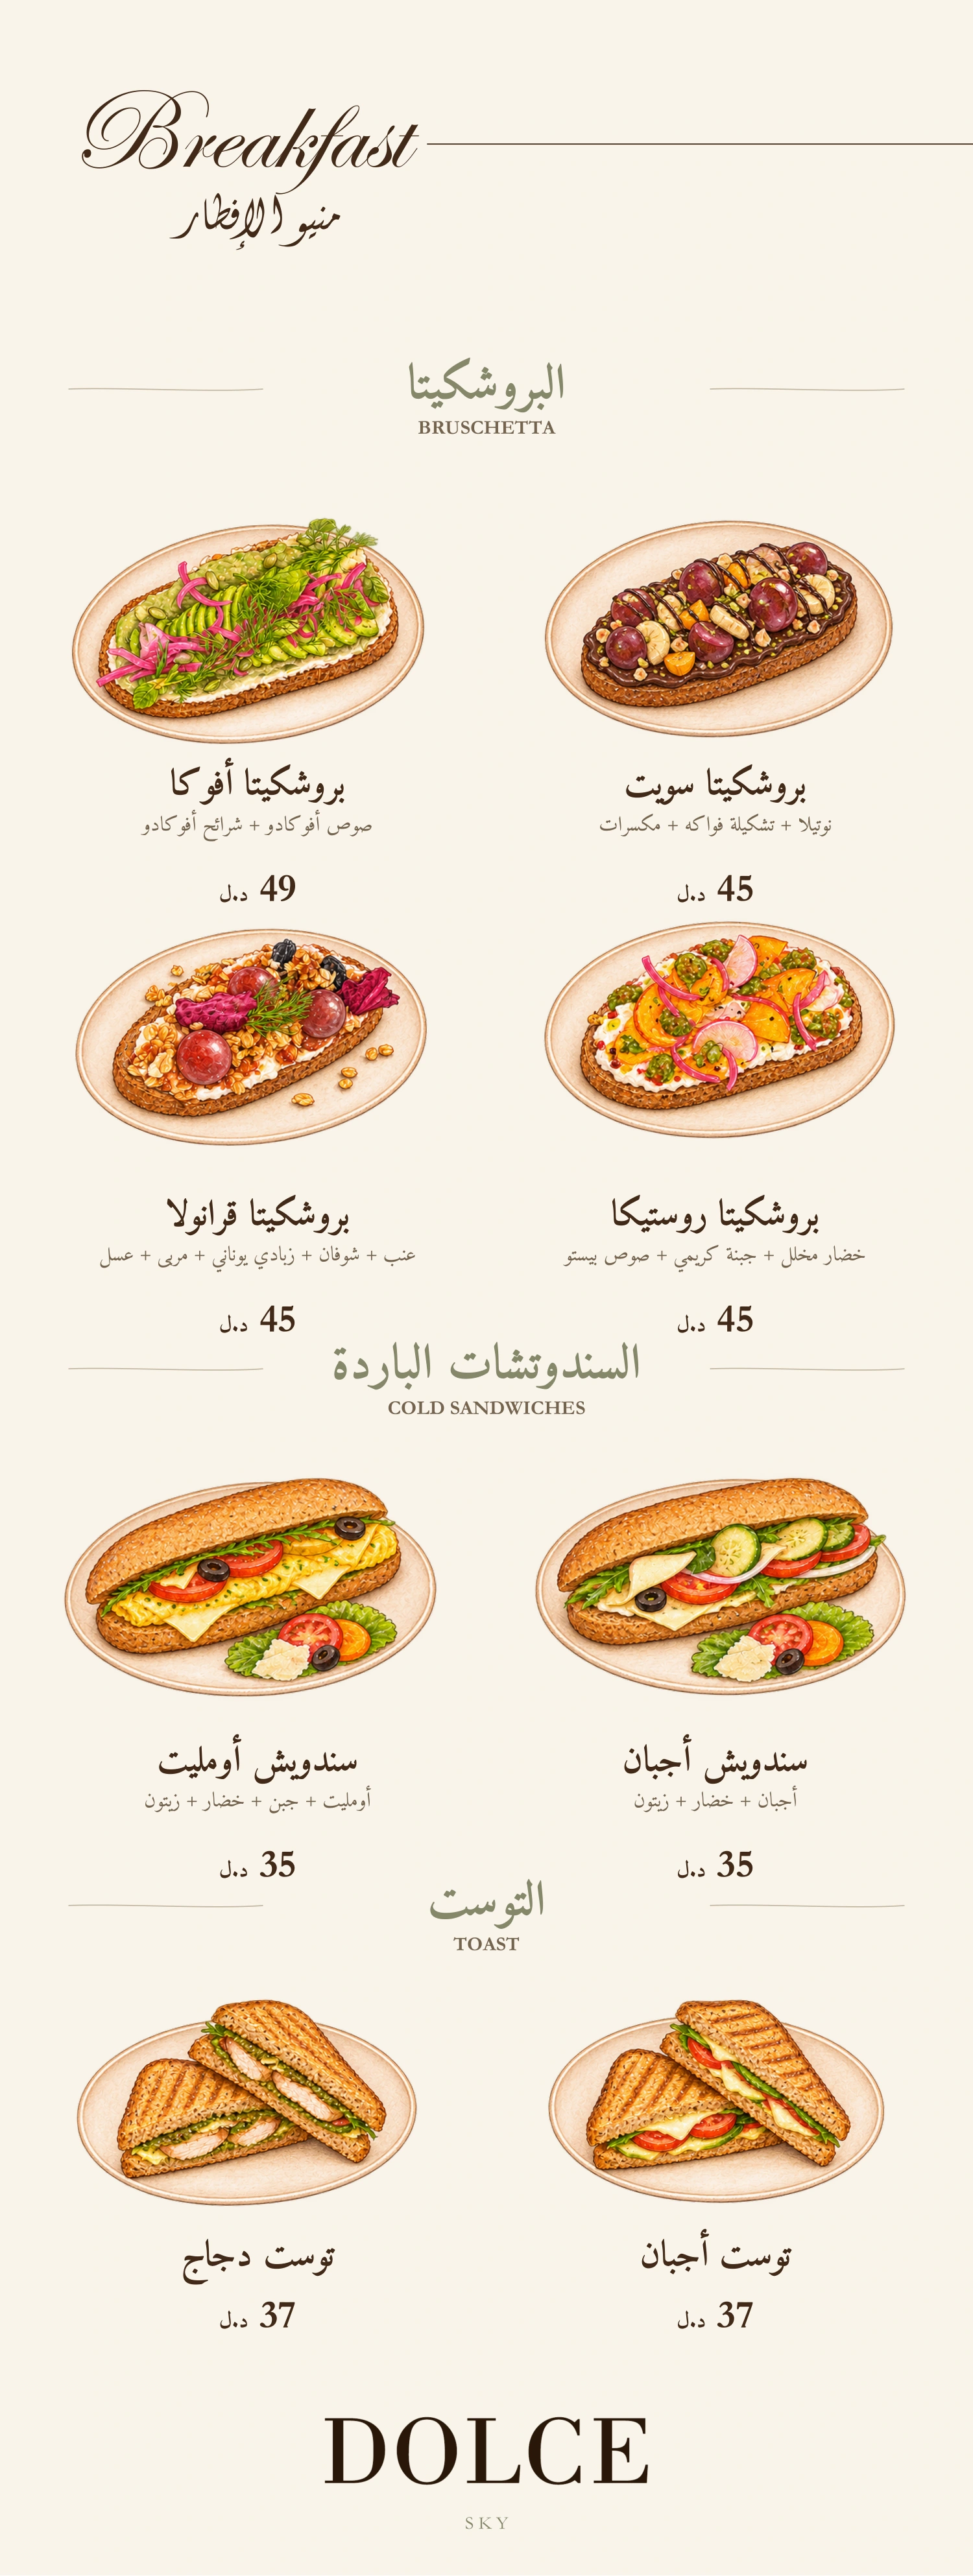 Breakfast
منيو الإفطار
البروشكيتا
BRUSCHETTA
بروشكيتا أفوكا
صوص أفوكادو + شرائح أفوكادو
49 د.ل
بروشكيتا سويت
نوتيلا + تشكيلة فواكه + مكسرات
45 د.ل
بروشكيتا قرانولا
عنب + شوفان + زبادي يوناني + مربى + عسل
45 د.ل
بروشكيتا روستيكا
خضار مخلل + جبنة كريمي + صوص بيستو
45 د.ل
السندوتشات الباردة
COLD SANDWICHES
سندويش أومليت
أومليت + جبن + خضار + زيتون
35 د.ل
سندويش أجبان
أجبان + خضار + زيتون
35 د.ل
التوست
TOAST
توست دجاج
37 د.ل
توست أجبان
37 د.ل
DOLCE
SKY